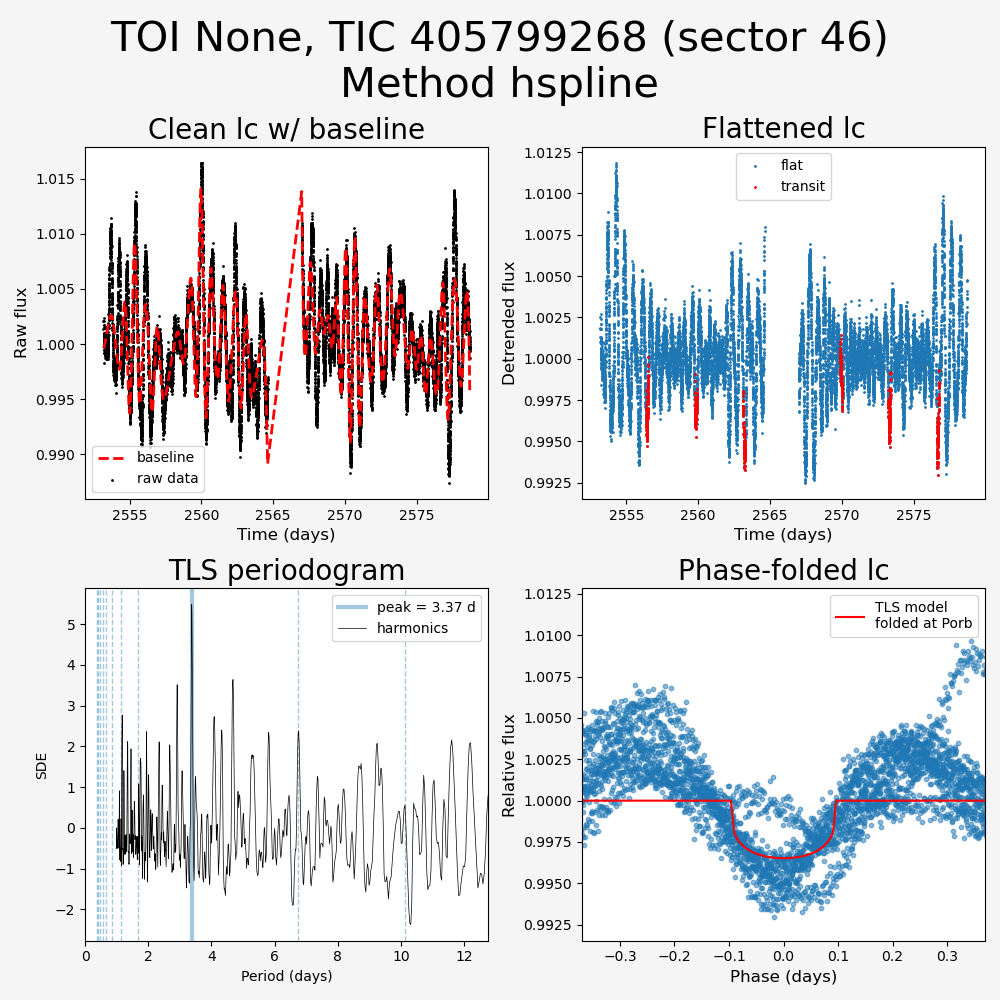 TOI None, TIC 405799268 (sector 46)
Method hspline
Clean lc w/ baseline
Raw flux
1.015
1.010
1.005
1.000
0.995
0.990
baseline
raw data
2555
2560
2565
2570
2575
Time (days)
Flattened lc
Detrended flux
1.0125
1.0100
1.0075
1.0050
1.0025
1.0000
0.9975
0.9950
0.9925
flat
transit
2555
2560
2565
2570
2575
Time (days)
TLS periodogram
SDE
5
4
3
2
1
0
−1
−2
peak = 3.37 d
harmonics
0
2
4
6
8
10
12
Period (days)
Phase-folded lc
Relative flux
1.0125
1.0100
1.0075
1.0050
1.0025
1.0000
0.9975
0.9950
0.9925
TLS model
folded at Porb
−0.3
−0.2
−0.1
0.0
0.1
0.2
0.3
Phase (days)